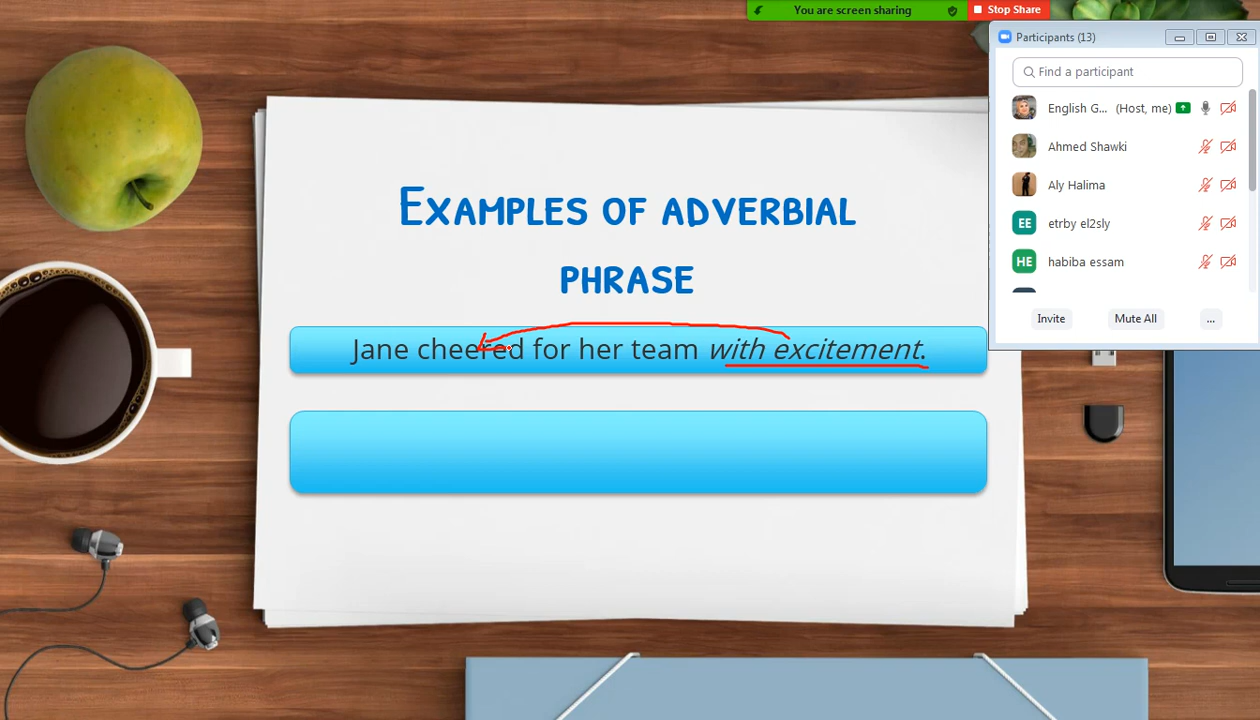 You are screen sharing
Stop Share
Participants (13)
Find a participant
English G... (Host, me)
Ahmed Shawki
Aly Halima
EE etrby el2sly
HE habiba essam
Invite Mute All ...
Examples of adverbial
phrase
Jane cheered for her team with excitement.